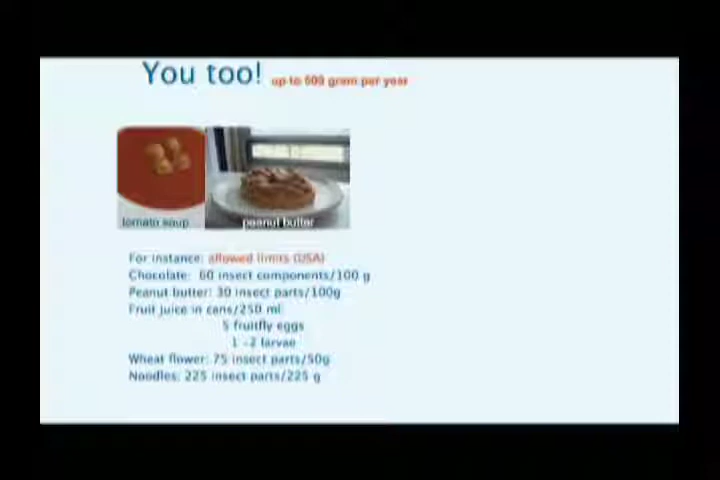 You too! up to 500 gram per year
tomato soup
peanut butter
For instance: allowed limits (USA)
Chocolate: 60 insect components/100 g
Peanut butter: 30 insect parts/100g
Fruit juice in cans/250 ml:
5 fruitfly eggs
1 -2 larvae
Wheat flower: 75 insect parts/50g
Noodles: 225 insect parts/225 g